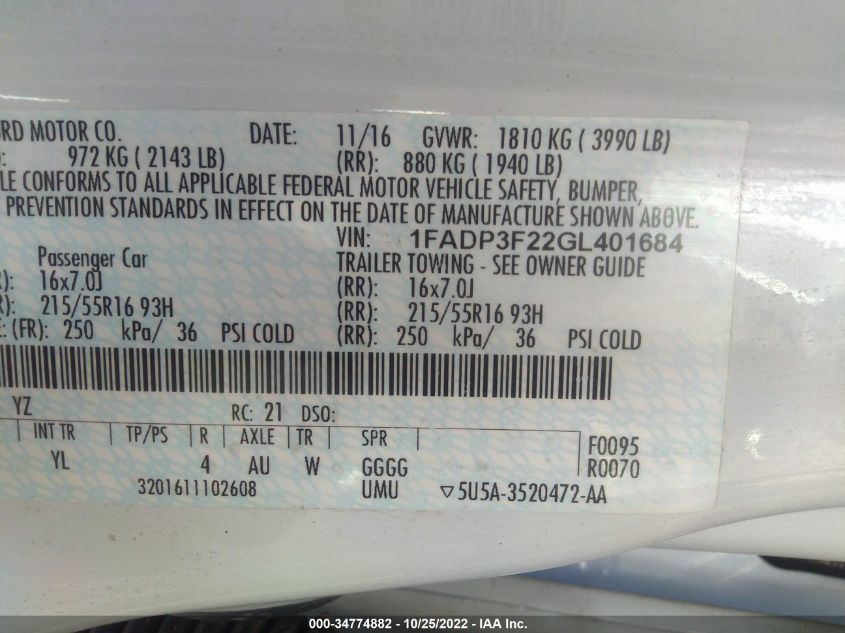 RD MOTOR CO. DATE: 11/16 GVWR: 1810 KG ( 3990 LB)
: 972 KG ( 2143 LB) (RR): 880 KG ( 1940 LB)
LE CONFORMS TO ALL APPLICABLE FEDERAL MOTOR VEHICLE SAFETY, BUMPER,
PREVENTION STANDARDS IN EFFECT ON THE DATE OF MANUFACTURE SHOWN ABOVE.
VIN: 1FADP3F22GL401684
Passenger Car TRAILER TOWING - SEE OWNER GUIDE
R): 16x7.0J (RR): 16x7.0J
R): 215/55R16 93H (RR): 215/55R16 93H
E: (FR): 250 kPa/ 36 PSI COLD (RR): 250 kPa/ 36 PSI COLD
YZ RC: 21 DSO:
INT TR TP/PS R AXLE TR SPR F0095
YL 4 AU W GGGG R0070
3201611102608 UMU ▽5U5A-3520472-AA
000-34774882 - 10/25/2022 - IAA Inc.